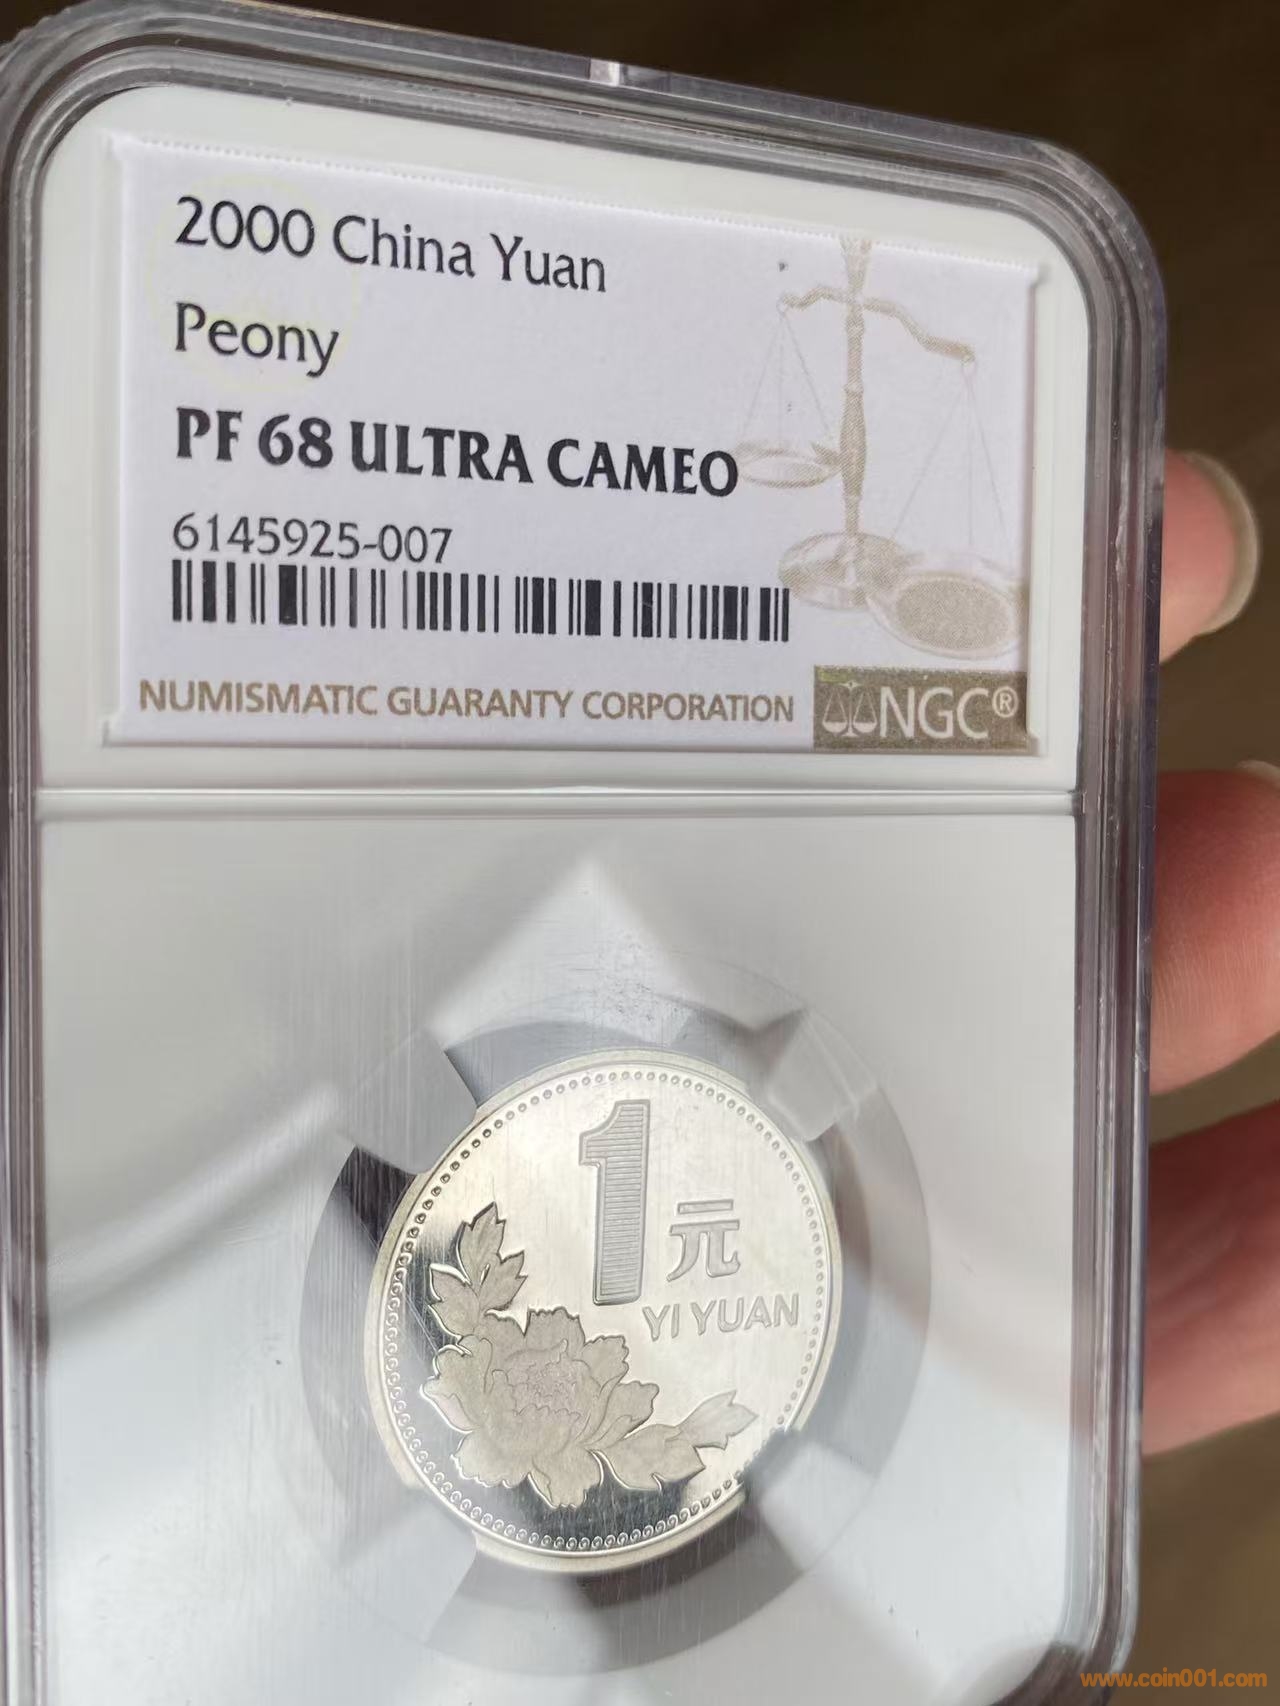 2000 China Yuan
Peony
PF 68 ULTRA CAMEO
6145925-007
NUMISMATIC GUARANTY CORPORATION
NGC®
1
元
YI YUAN
www.coin001.com